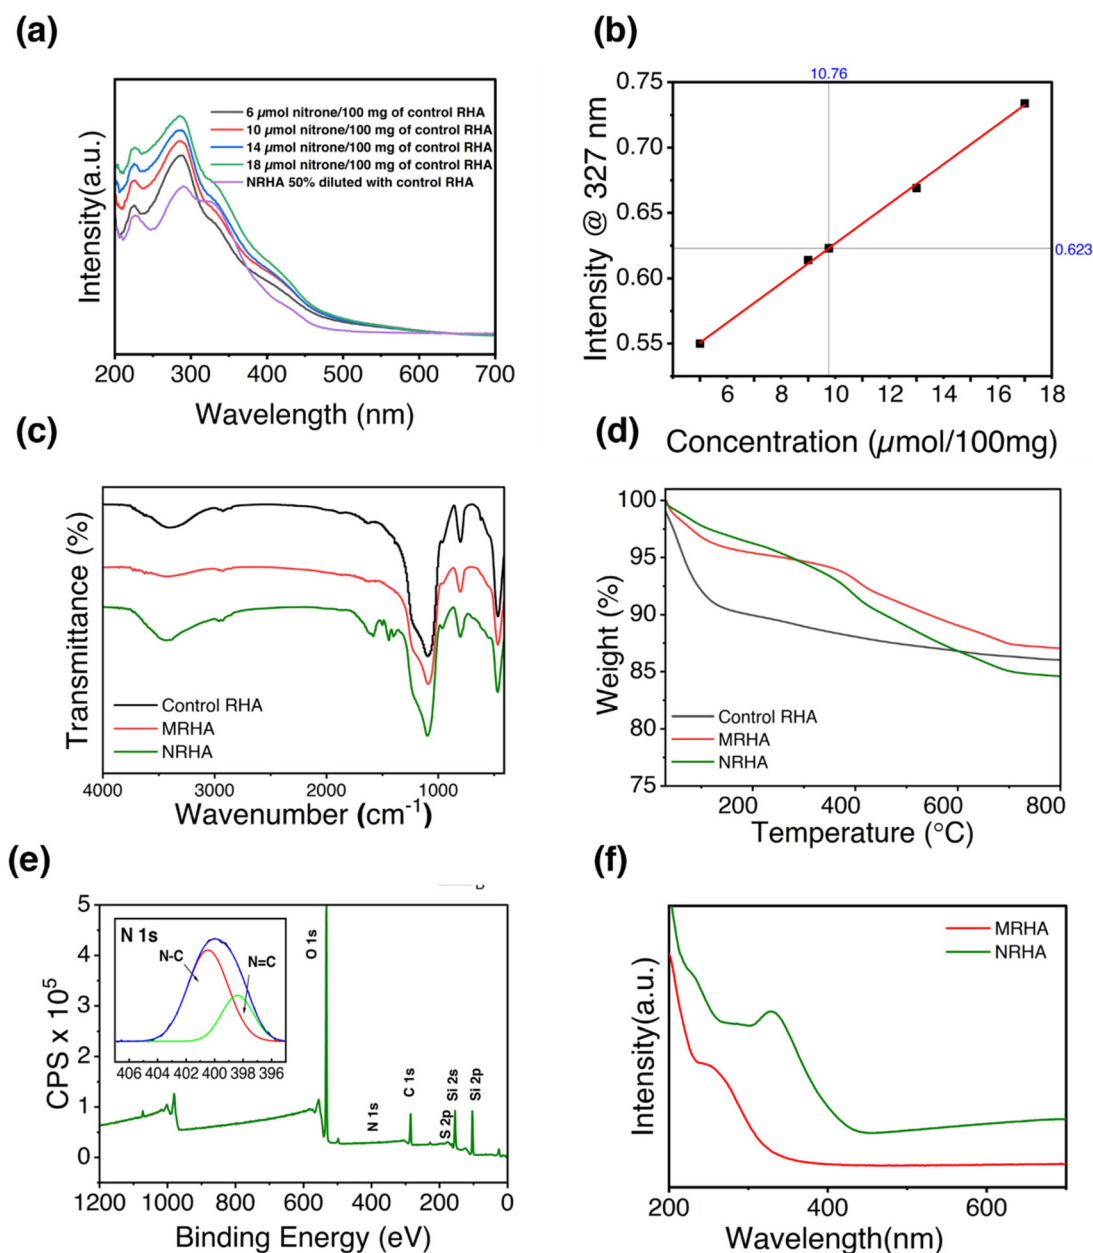 (a)
6 µmol nitrone/100 mg of control RHA
10 µmol nitrone/100 mg of control RHA
14 µmol nitrone/100 mg of control RHA
18 µmol nitrone/100 mg of control RHA
NRHA 50% diluted with control RHA
Intensity(a.u.)
200 300 400 500 600 700
Wavelength (nm)
(b)
10.76
0.75
0.70
0.65
0.60
0.55
0.623
Intensity @ 327 nm
6 8 10 12 14 16 18
Concentration (µmol/100mg)
(c)
Transmittance (%)
Control RHA
MRHA
NRHA
4000 3000 2000 1000
Wavenumber (cm-1)
(d)
100
95
90
85
80
75
Weight (%)
Control RHA
MRHA
NRHA
200 400 600 800
Temperature (°C)
(e)
5
4
3
2
1
0
CPS x 10⁵
N 1s
N-C
N=C
406 404 402 400 398 396
O 1s
N 1s
C 1s
S 2p
Si 2s
Si 2p
1200 1000 800 600 400 200 0
Binding Energy (eV)
(f)
MRHA
NRHA
Intensity(a.u.)
200 400 600
Wavelength(nm)